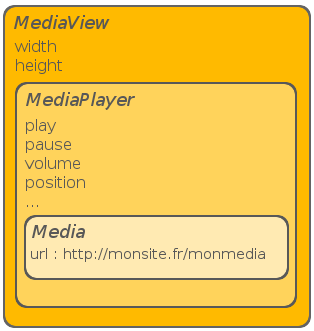 MediaView
width
height
MediaPlayer
play
pause
volume
position
...
Media
url : http://monsite.fr/monmedia